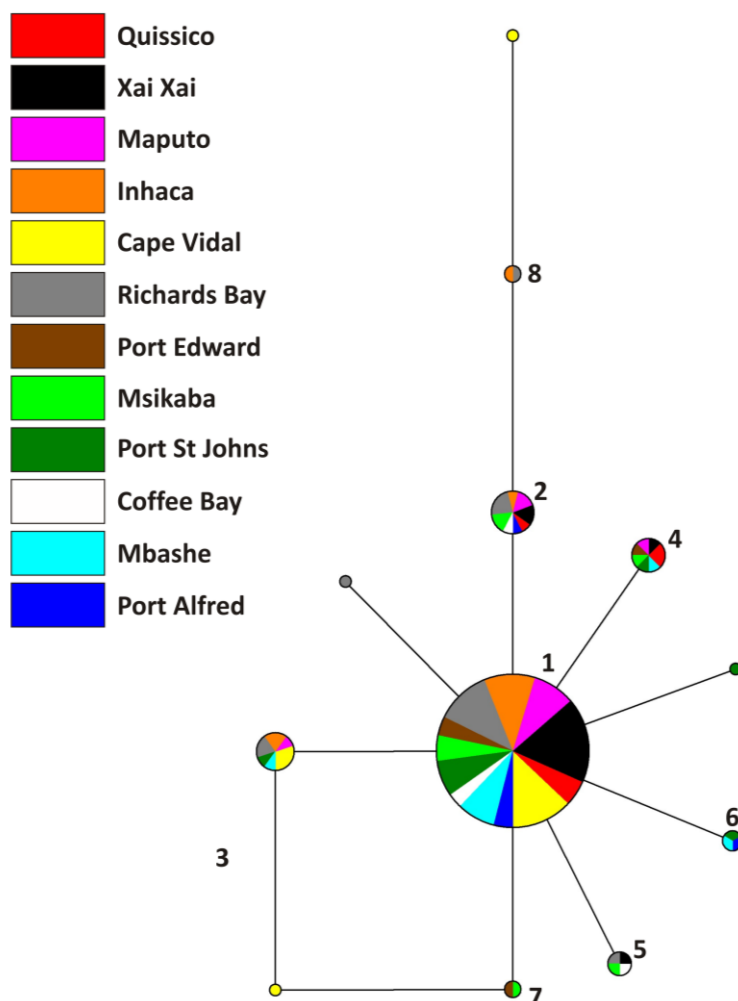 Quissico
Xai Xai
Maputo
Inhaca
Cape Vidal
Richards Bay
Port Edward
Msikaba
Port St Johns
Coffee Bay
Mbashe
Port Alfred
8
2
4
1
6
3
5
7